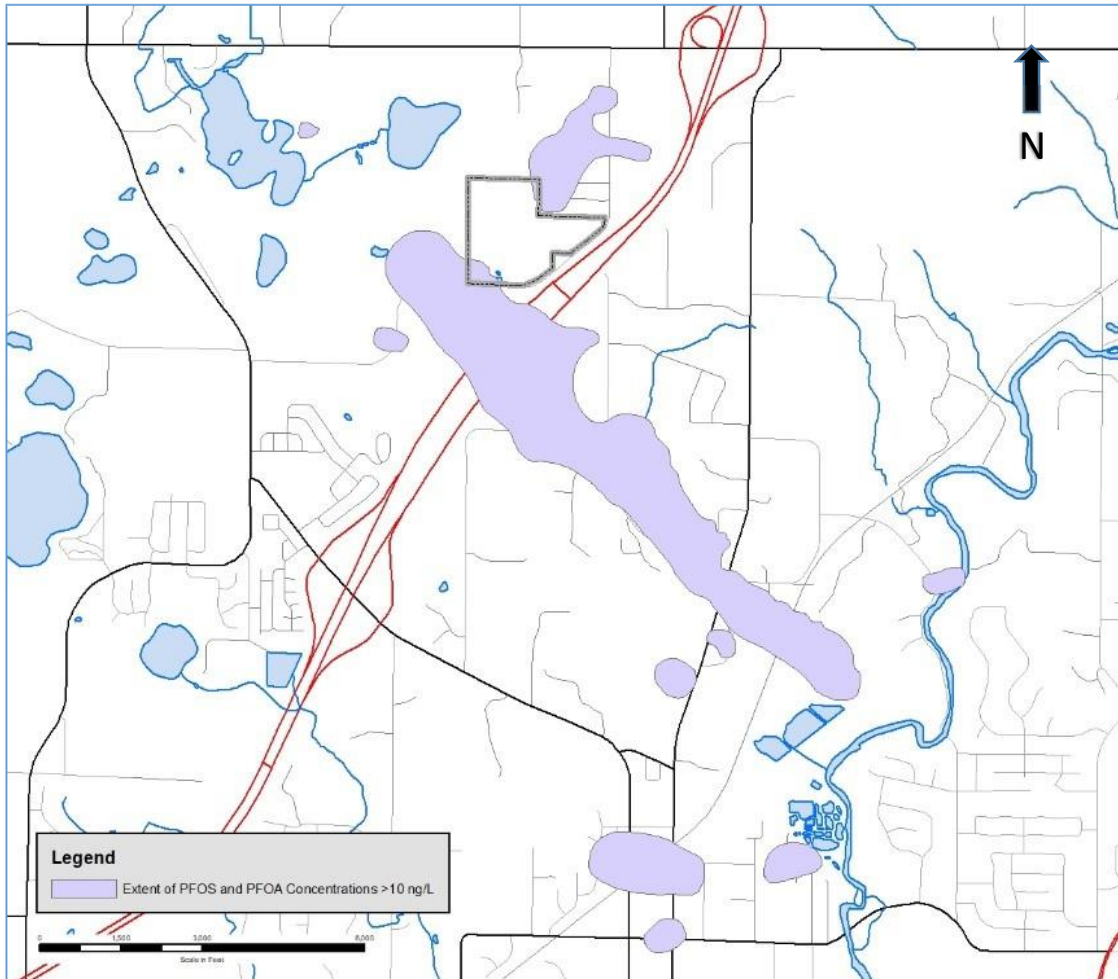 N
Legend
Extent of PFOS and PFOA Concentrations >10 ng/L
0 1,500 3,000 6,000
Scale in Feet